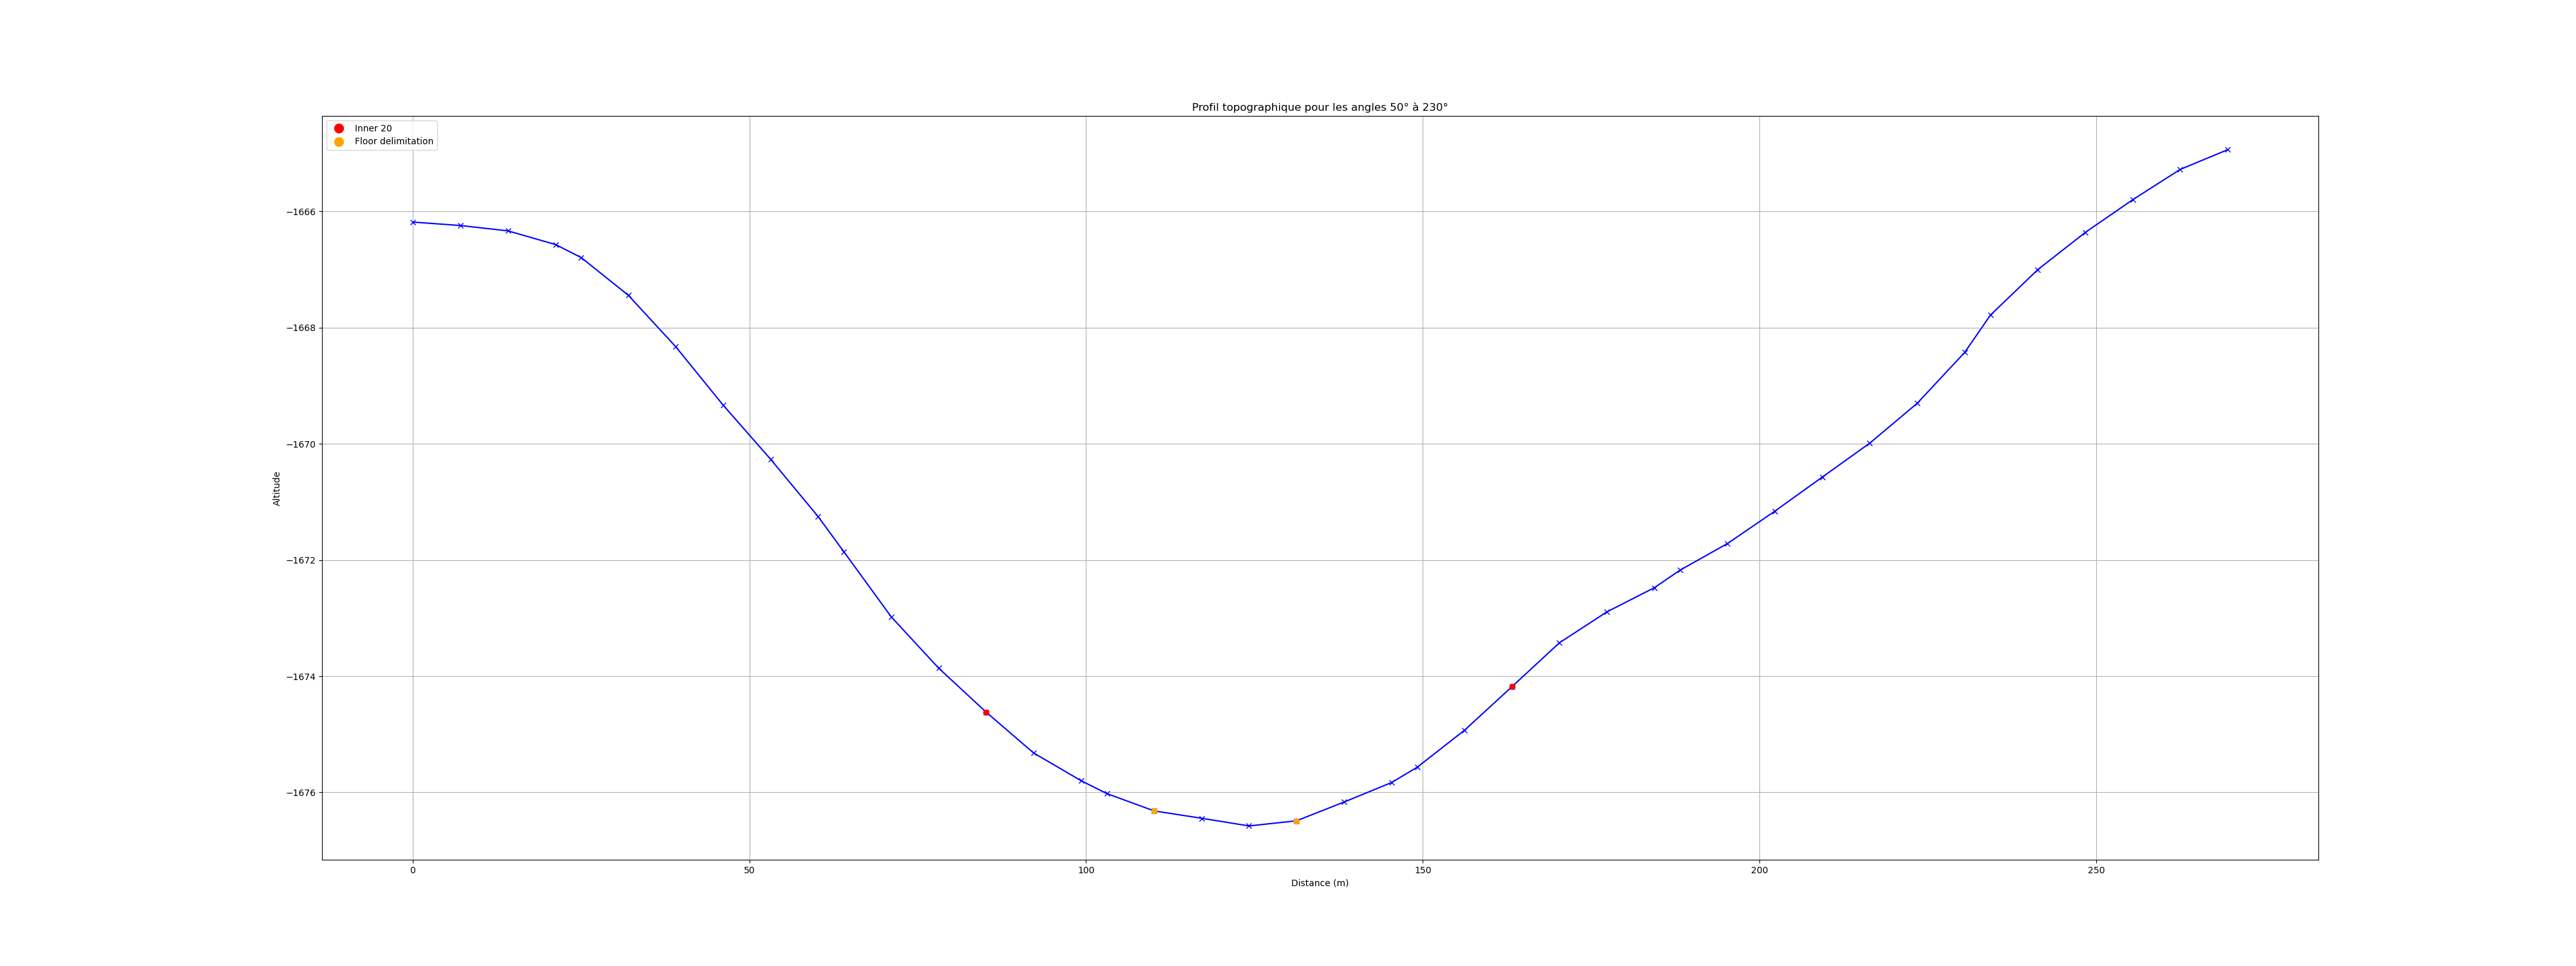 Profil topographique pour les angles 50° à 230°
Inner 20
Floor delimitation
−1666
−1668
−1670
−1672
−1674
−1676
Altitude
0 50 100 150 200 250
Distance (m)